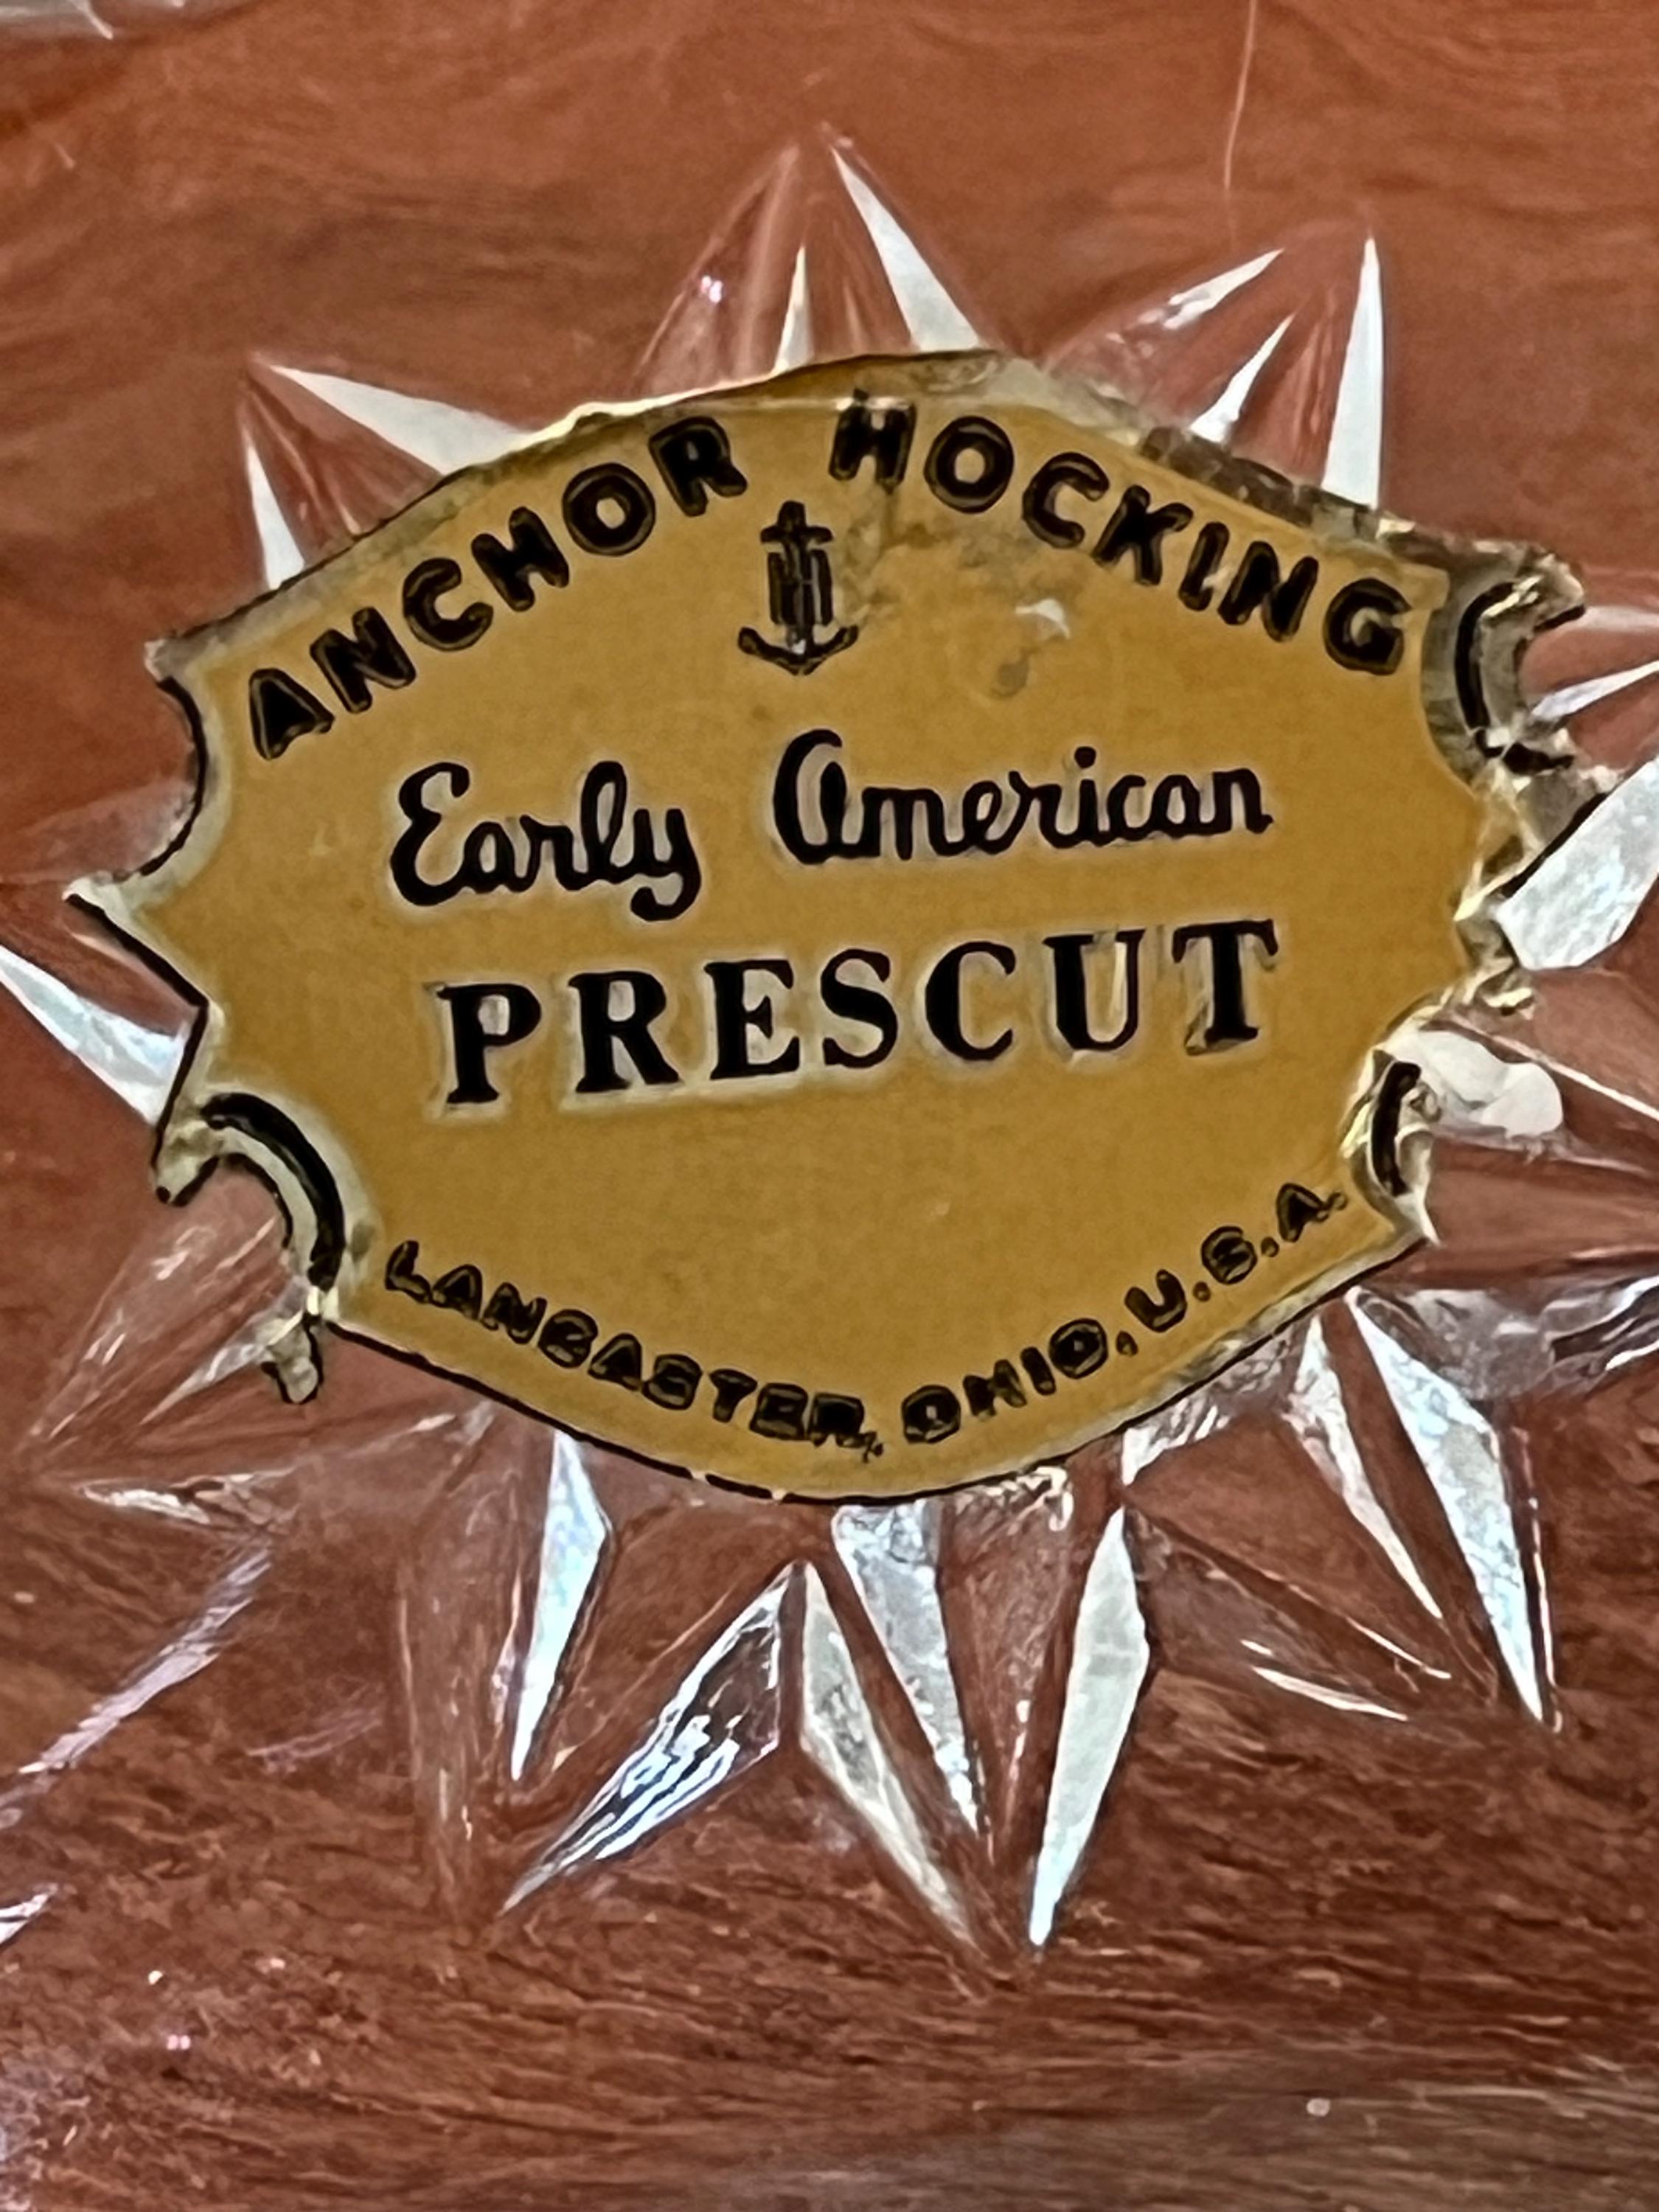 ANCHOR HOCKING
Early American
PRESCUT
LANCASTER, OHIO, U.S.A.